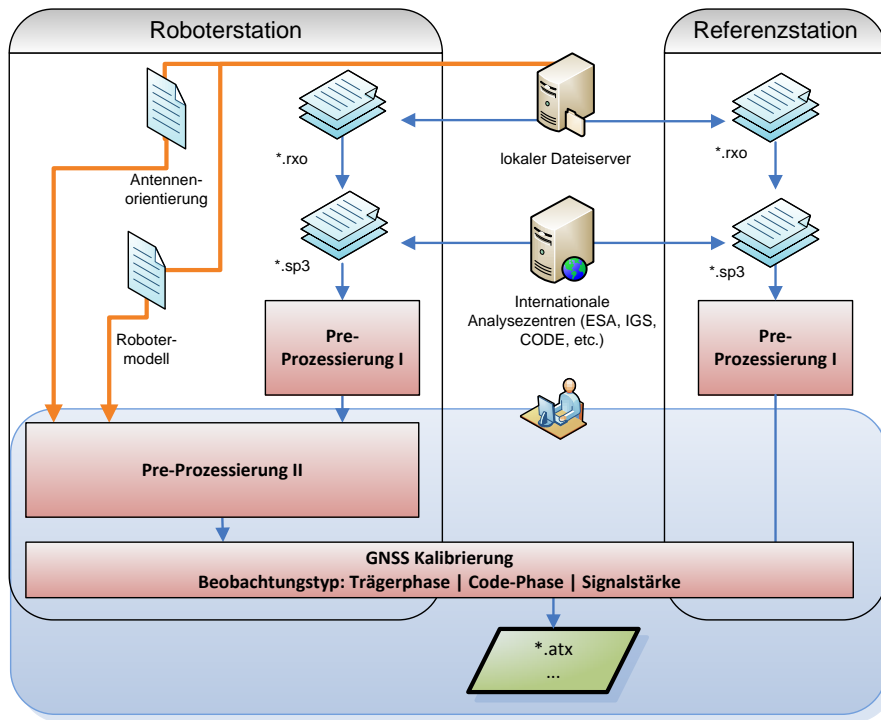 Roboterstation
Referenzstation
*.rxo
lokaler Dateiserver
*.rxo
Antennen-
orientierung
*.sp3
*.sp3
Internationale
Analysezentren (ESA, IGS,
CODE, etc.)
Roboter-
modell
Pre-
Prozessierung I
Pre-
Prozessierung I
Pre-Prozessierung II
GNSS Kalibrierung
Beobachtungstyp: Trägerphase | Code-Phase | Signalstärke
*.atx
...